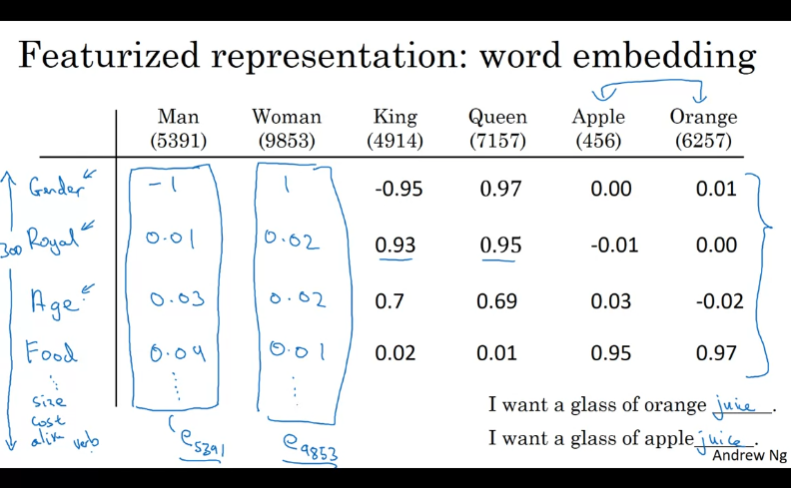 Featurized representation: word embedding
Man Woman King Queen Apple Orange
(5391) (9853) (4914) (7157) (456) (6257)
Gender -1 1 -0.95 0.97 0.00 0.01
300 Royal 0.01 0.02 0.93 0.95 -0.01 0.00
Age 0.03 0.02 0.7 0.69 0.03 -0.02
Food 0.09 0.01 0.02 0.01 0.95 0.97
size
cost
alive verb
e5391 e9853
I want a glass of orange juice.
I want a glass of apple juice.
Andrew Ng